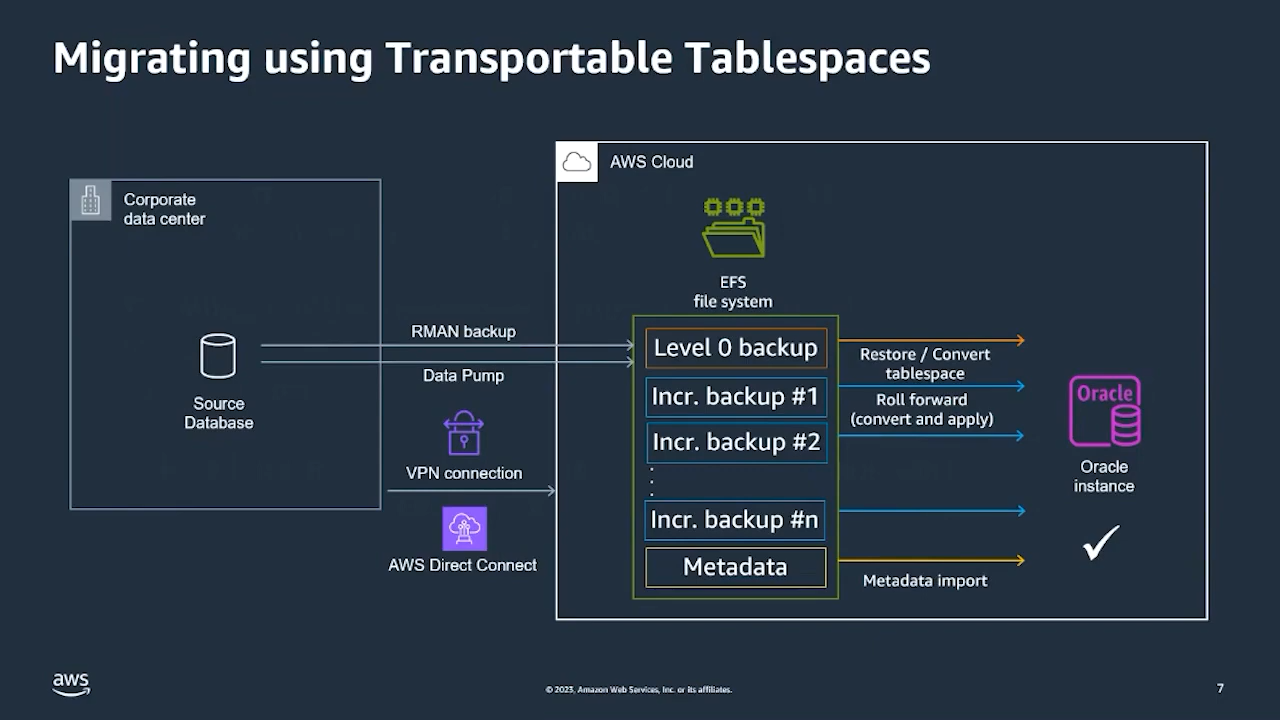 Migrating using Transportable Tablespaces
AWS Cloud
Corporate
data center
EFS
file system
RMAN backup
Data Pump
Source
Database
VPN connection
AWS Direct Connect
Level 0 backup
Incr. backup #1
Incr. backup #2
Incr. backup #n
Metadata
Restore / Convert
tablespace
Roll forward
(convert and apply)
Metadata import
Oracle
Oracle
instance
aws
© 2023, Amazon Web Services, Inc. or its affiliates.
7